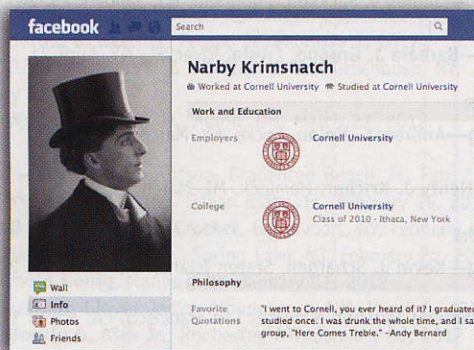 facebook
Search
Narby Krimsnatch
Worked at Cornell University Studied at Cornell University
Work and Education
Employers Cornell University
College Cornell University
Class of 2010 · Ithaca, New York
Wall
Info
Photos
Friends
Philosophy
Favorite Quotations
"I went to Cornell, you ever heard of it? I graduated
studied once. I was drunk the whole time, and I sa
group, "Here Comes Treble." -Andy Bernard